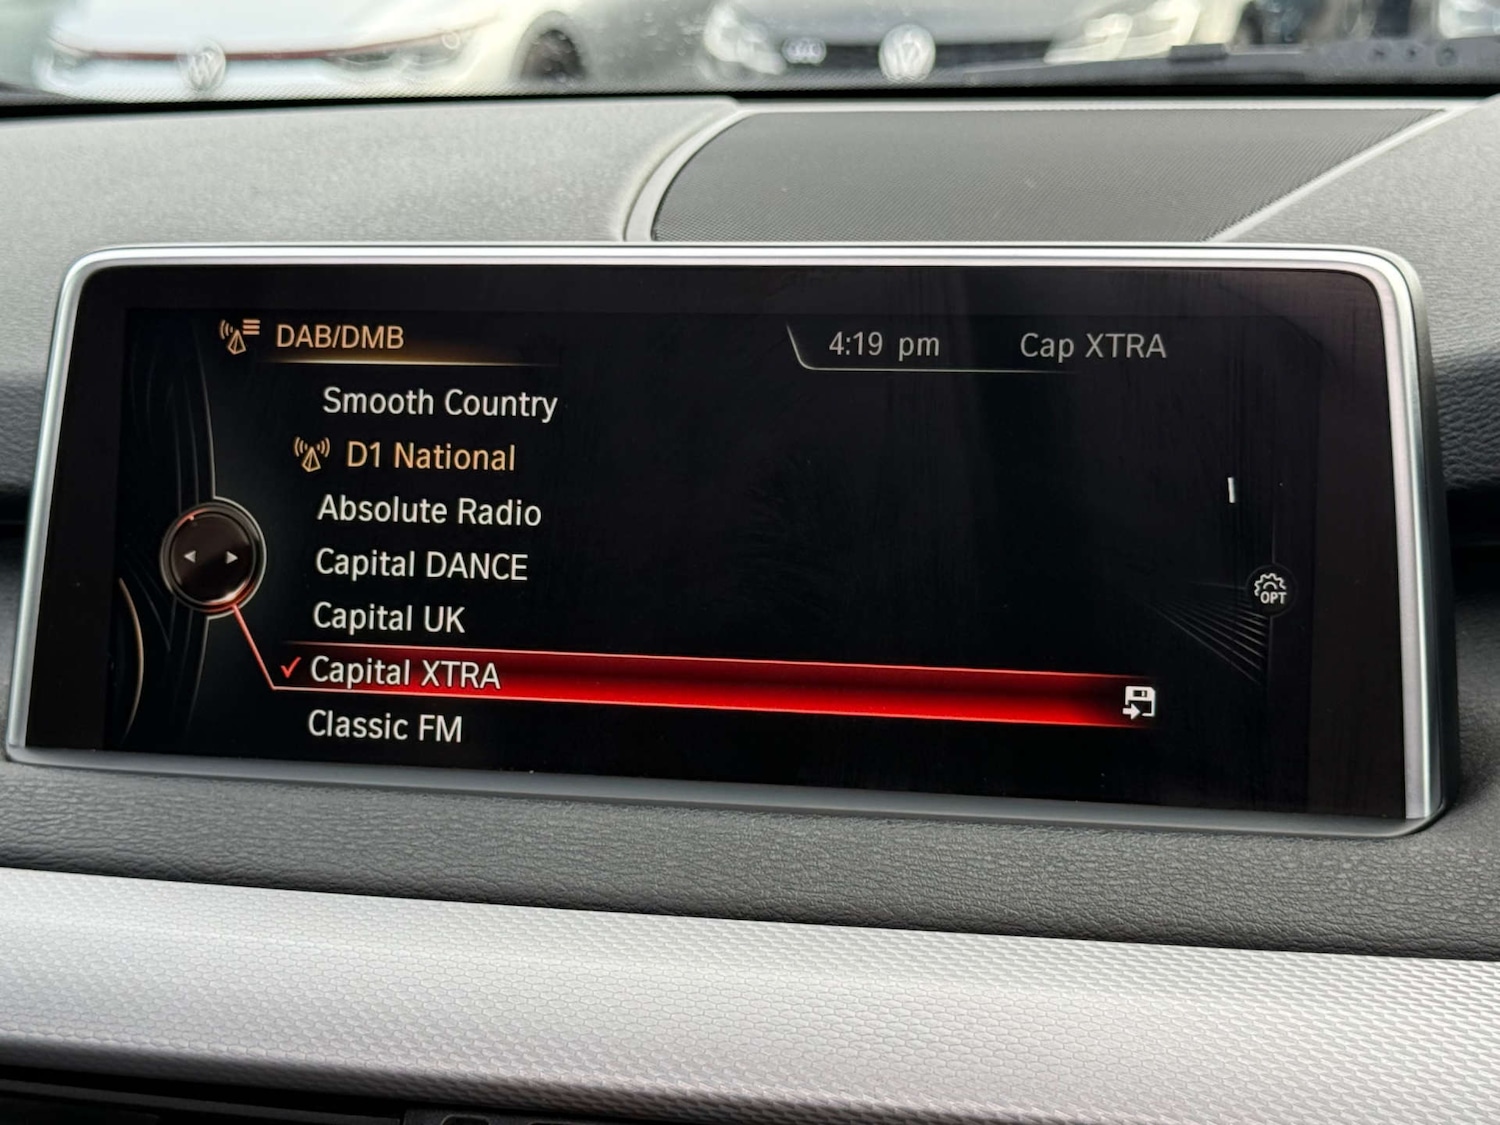 DAB/DMB
4:19 pm Cap XTRA
Smooth Country
D1 National
Absolute Radio
Capital DANCE
Capital UK
✓ Capital XTRA
Classic FM
OPT